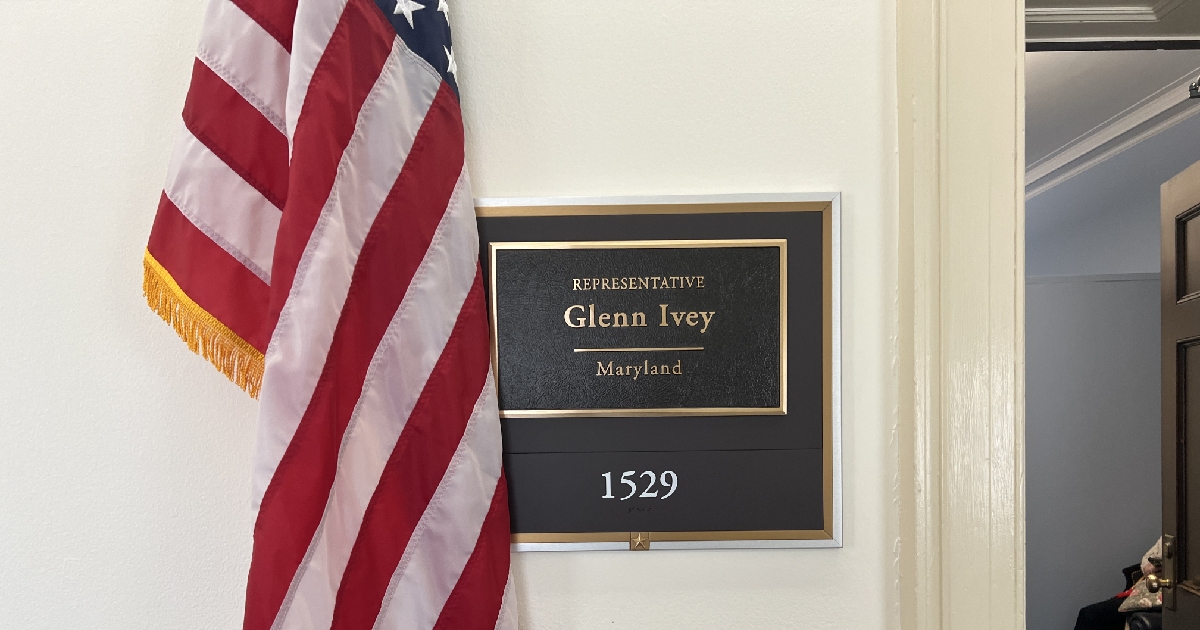 REPRESENTATIVE
Glenn Ivey
Maryland
1529